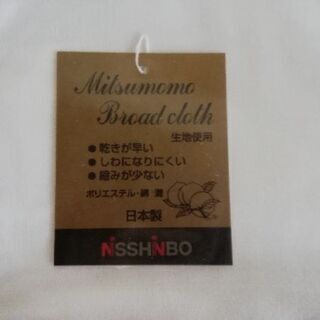 Mitsumomo
Broad cloth
生地使用
● 乾きが早い
● しわになりにくい
● 縮みが少ない
ポリエステル・綿 混
日本製
NISSHINBO